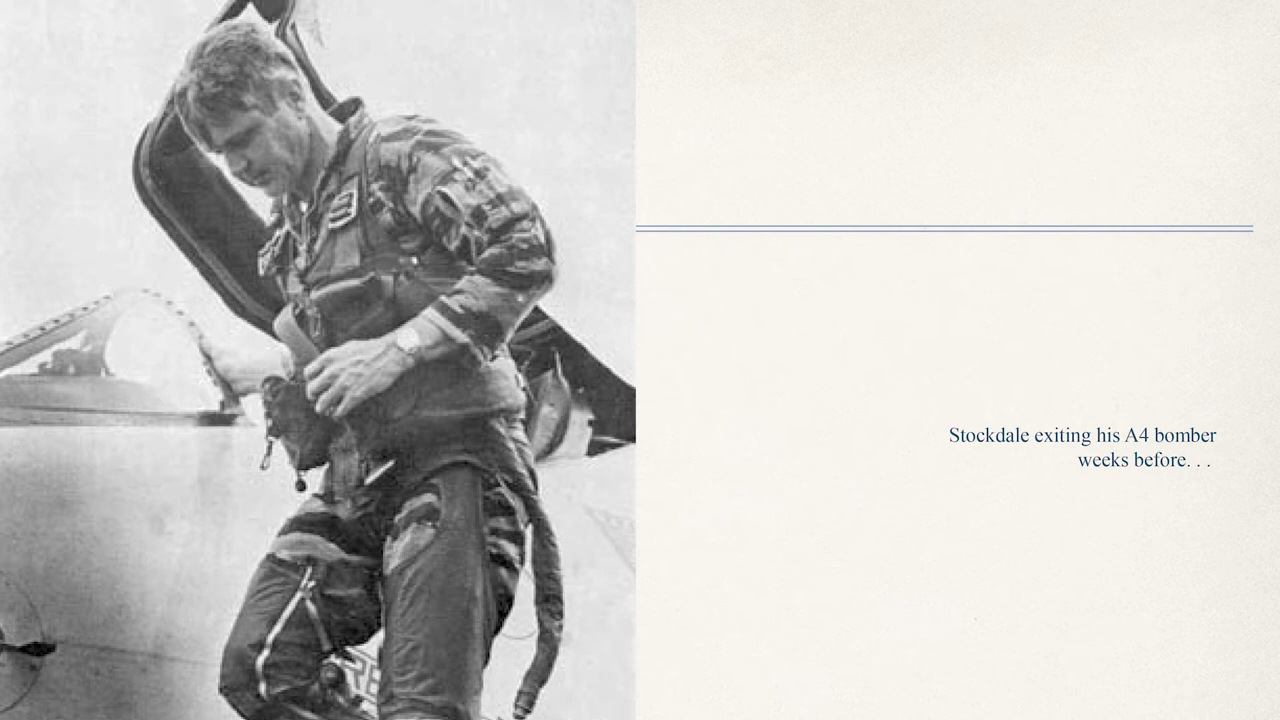 Stockdale exiting his A4 bomber
weeks before. . .